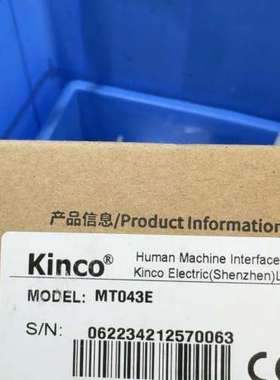 产品信息/Product Information
Kinco® Human Machine Interface
Kinco Electric(Shenzhen)L
MODEL: MT043E
S/N: 062234212570063